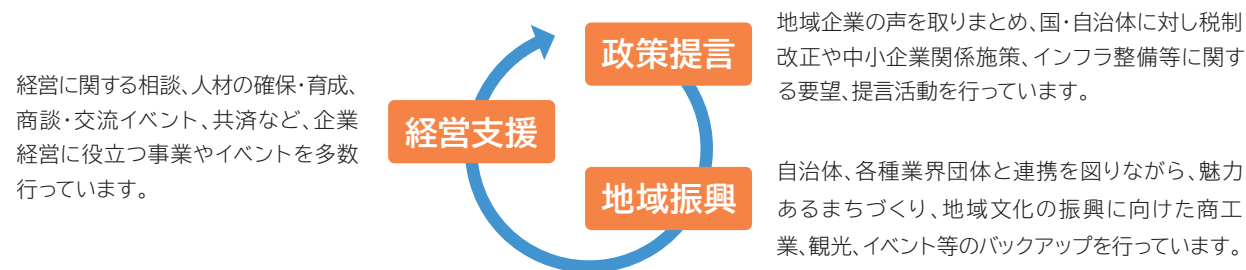 政策提言
地域企業の声を取りまとめ、国・自治体に対し税制
改正や中小企業関係施策、インフラ整備等に関す
る要望、提言活動を行っています。
経営支援
経営に関する相談、人材の確保・育成、
商談・交流イベント、共済など、企業
経営に役立つ事業やイベントを多数
行っています。
地域振興
自治体、各種業界団体と連携を図りながら、魅力
あるまちづくり、地域文化の振興に向けた商工
業、観光、イベント等のバックアップを行っています。